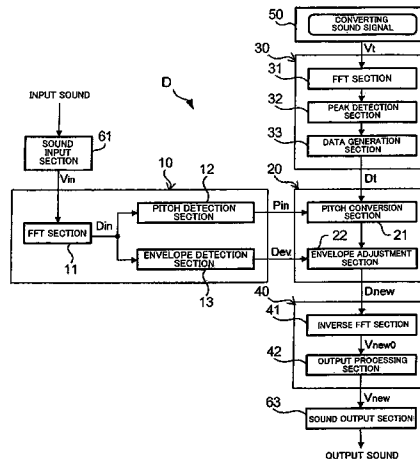 50
CONVERTING
SOUND SIGNAL
Vt
30
31
FFT SECTION
32
PEAK DETECTION
SECTION
33
DATA GENERATION
SECTION
Dt
INPUT SOUND
D
SOUND
INPUT
SECTION
61
Vin
10
12
PITCH DETECTION
SECTION
Pin
FFT SECTION
11
Din
ENVELOPE DETECTION
SECTION
13
Dev
20
PITCH CONVERSION
SECTION
22
21
ENVELOPE ADJUSTMENT
SECTION
Dnew
40
41
INVERSE FFT SECTION
Vnew0
42
OUTPUT PROCESSING
SECTION
Vnew
63
SOUND OUTPUT SECTION
OUTPUT SOUND